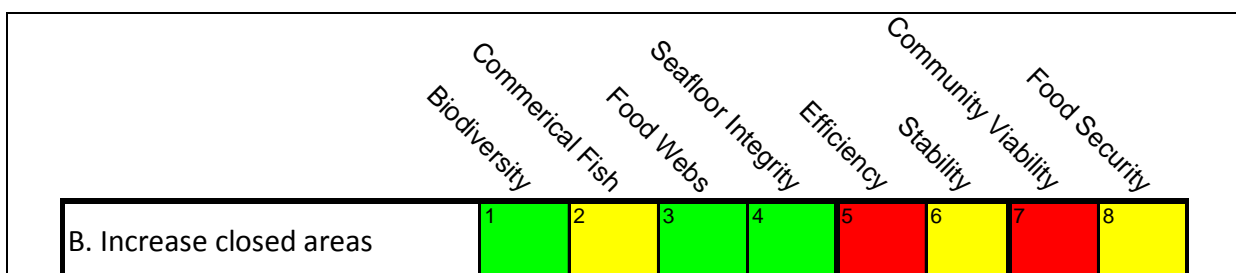 Biodiversity
Commerical Fish
Food Webs
Seafloor Integrity
Efficiency
Stability
Community Viability
Food Security
B. Increase closed areas
1 2 3 4 5 6 7 8